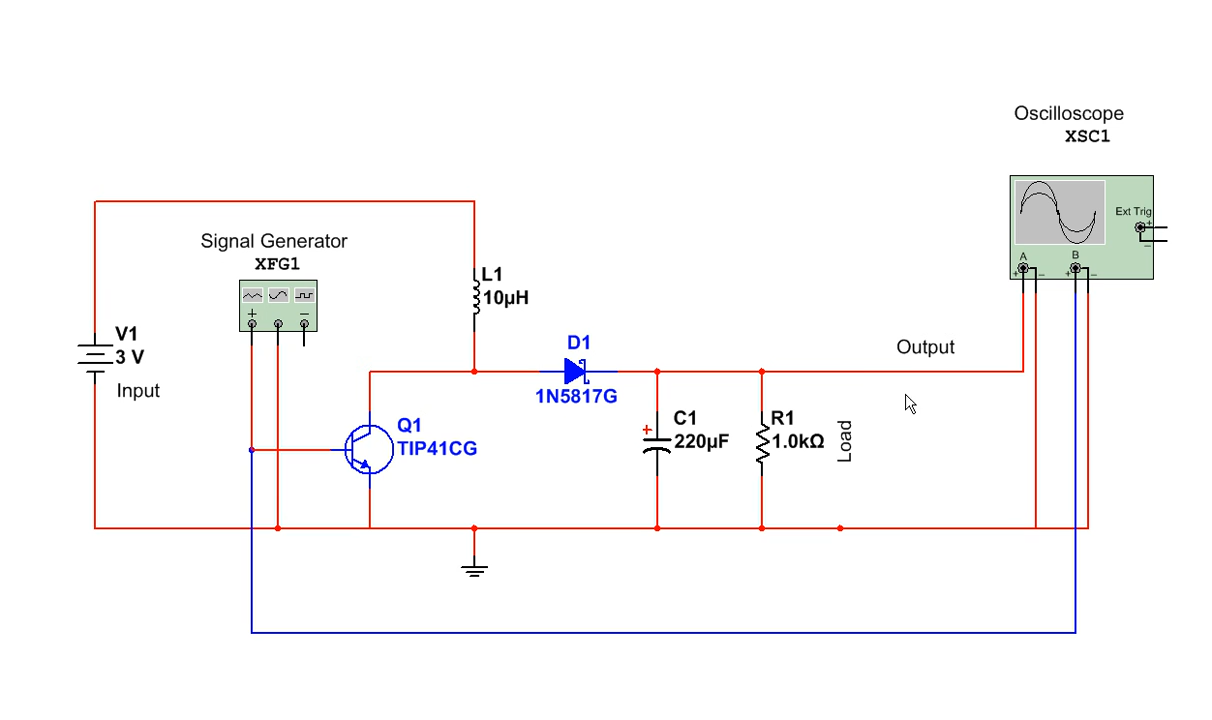 Oscilloscope
XSC1
Ext Trig
+
−
A
B
+ − + −
Signal Generator
XFG1
+ −
L1
10µH
V1
3 V
Input
D1
1N5817G
Output
Q1
TIP41CG
+
C1
220µF
R1
1.0kΩ
Load